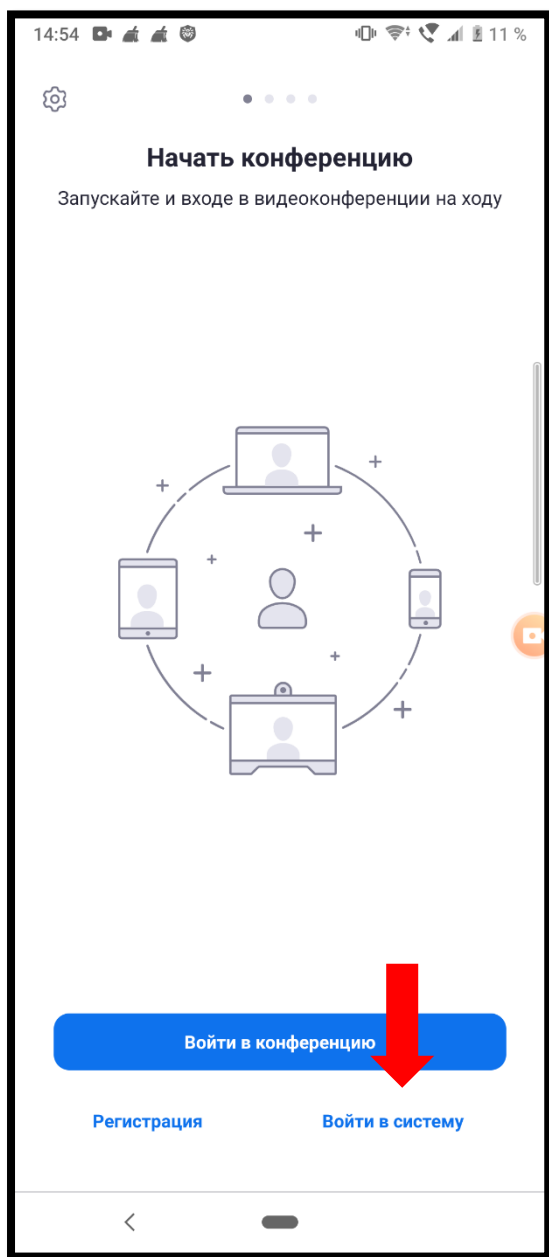 14:54 11 %
Начать конференцию
Запускайте и входе в видеоконференции на ходу
Войти в конференцию
Регистрация Войти в систему